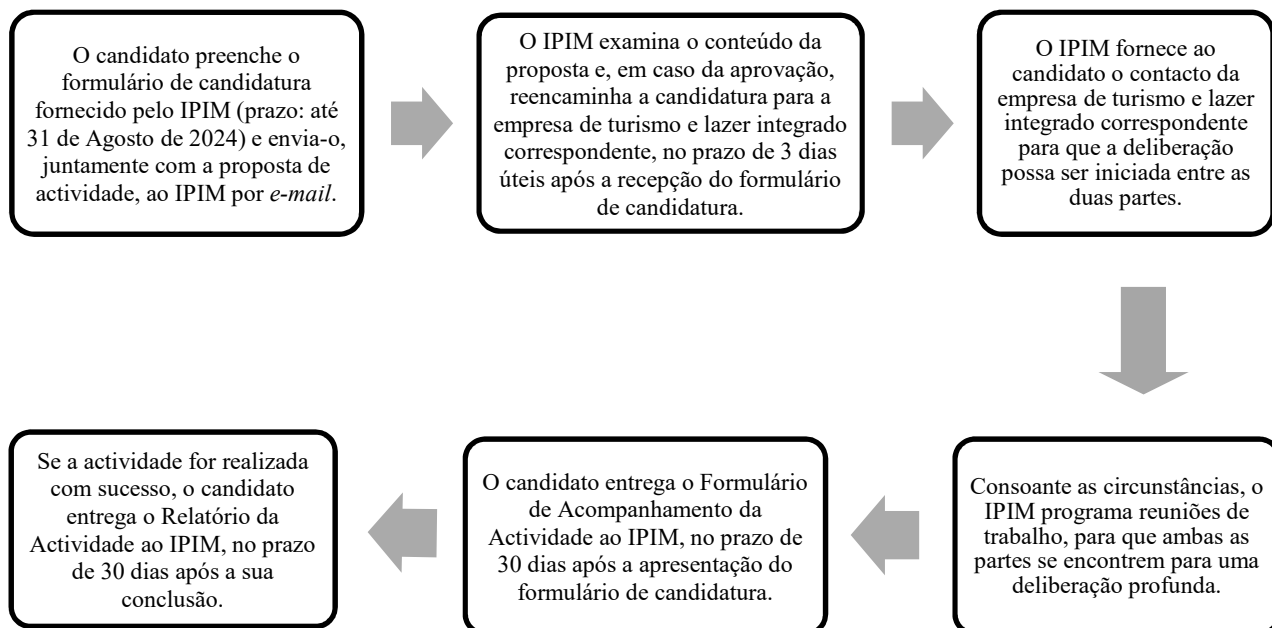 O candidato preenche o
formulário de candidatura
fornecido pelo IPIM (prazo: até
31 de Agosto de 2024) e envia-o,
juntamente com a proposta de
actividade, ao IPIM por e-mail.
O IPIM examina o conteúdo da
proposta e, em caso da aprovação,
reencaminha a candidatura para a
empresa de turismo e lazer integrado
correspondente, no prazo de 3 dias
úteis após a recepção do formulário
de candidatura.
O IPIM fornece ao
candidato o contacto da
empresa de turismo e lazer
integrado correspondente
para que a deliberação
possa ser iniciada entre as
duas partes.
Consoante as circunstâncias, o
IPIM programa reuniões de
trabalho, para que ambas as
partes se encontrem para uma
deliberação profunda.
O candidato entrega o Formulário
de Acompanhamento da
Actividade ao IPIM, no prazo de
30 dias após a apresentação do
formulário de candidatura.
Se a actividade for realizada
com sucesso, o candidato
entrega o Relatório da
Actividade ao IPIM, no prazo
de 30 dias após a sua
conclusão.